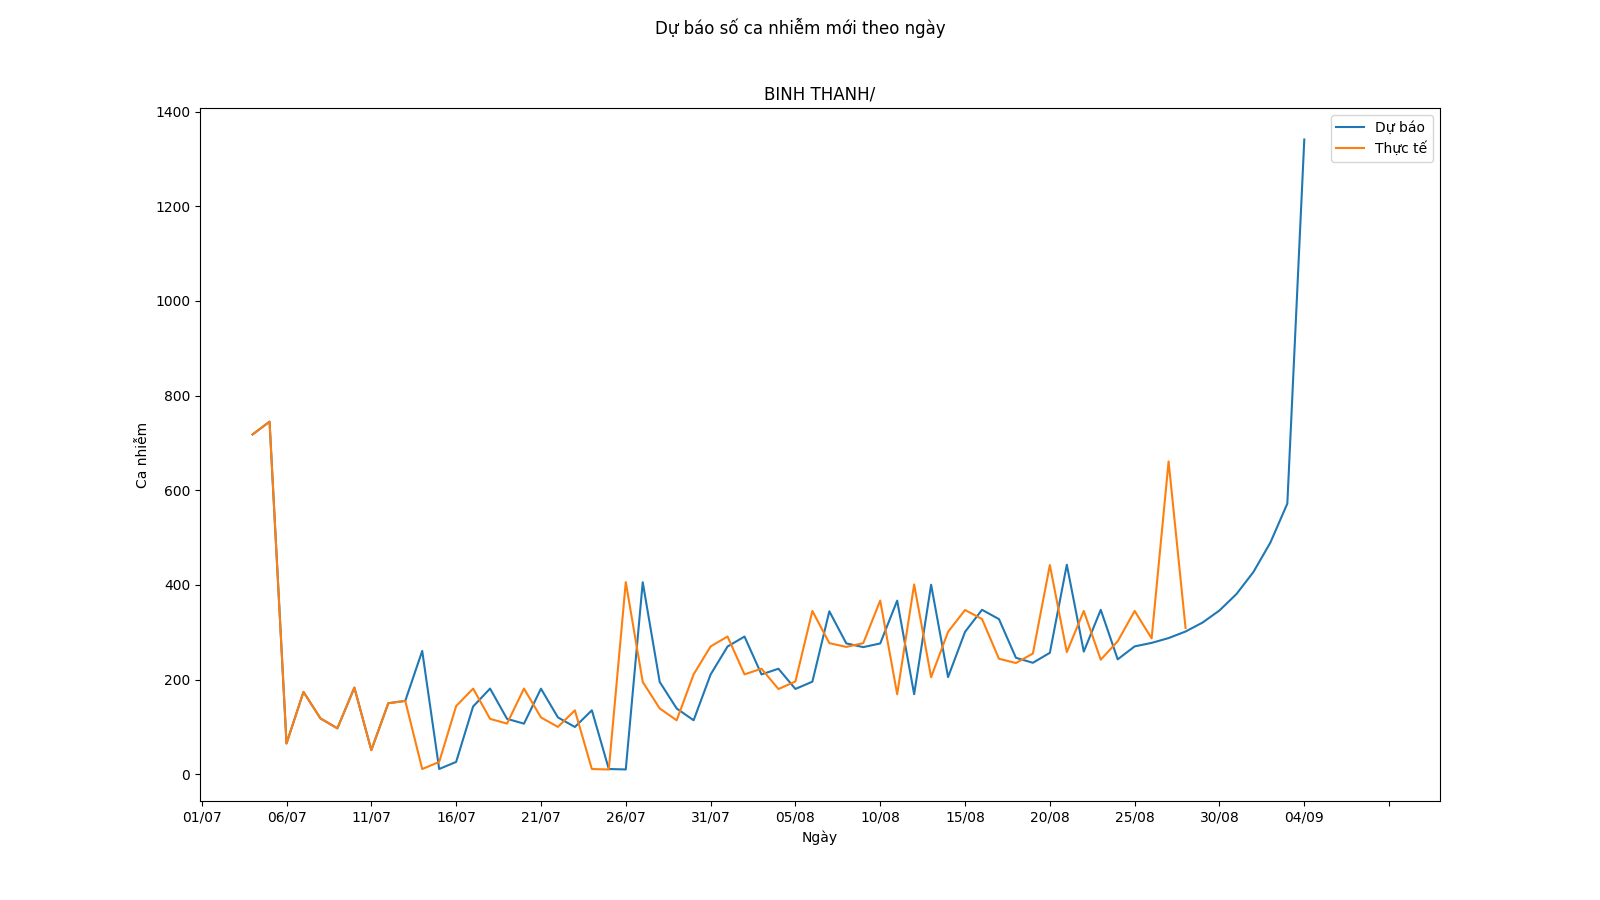 Dự báo số ca nhiễm mới theo ngày
BINH THANH/
Dự báo
Thực tế
1400
1200
1000
800
600
400
200
0
Ca nhiễm
01/07 06/07 11/07 16/07 21/07 26/07 31/07 05/08 10/08 15/08 20/08 25/08 30/08 04/09
Ngày